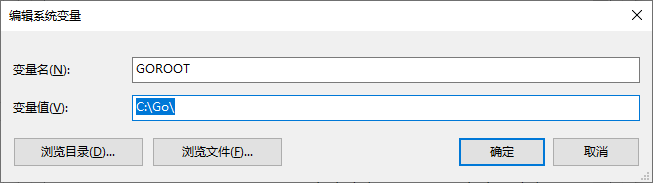 编辑系统变量
变量名(N):
GOROOT
变量值(V):
C:\Go\
浏览目录(D)...
浏览文件(F)...
确定
取消